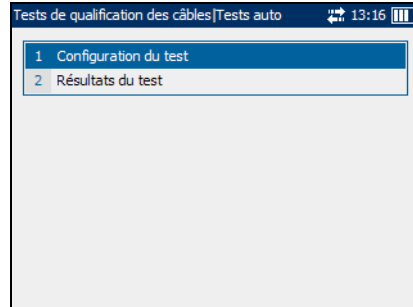 Tests de qualification des câbles|Tests auto 13:16
1 Configuration du test
2 Résultats du test